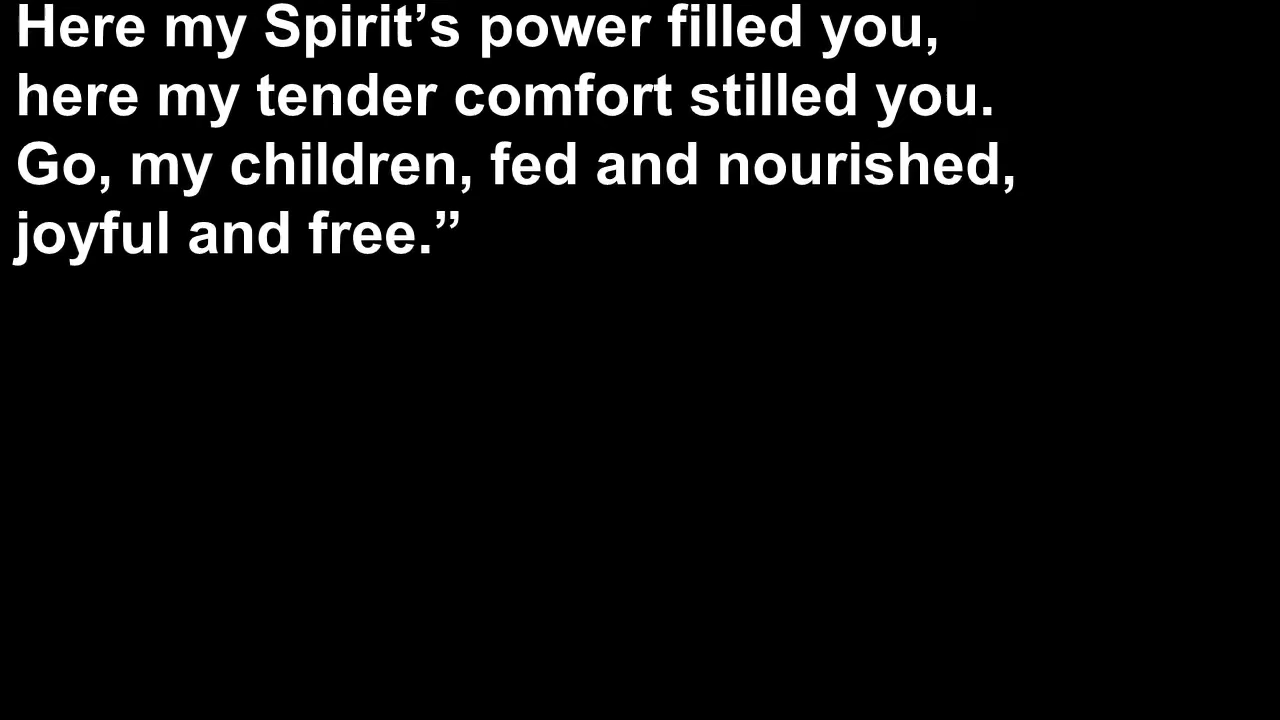 Here my Spirit’s power filled you,
here my tender comfort stilled you.
Go, my children, fed and nourished,
joyful and free.”